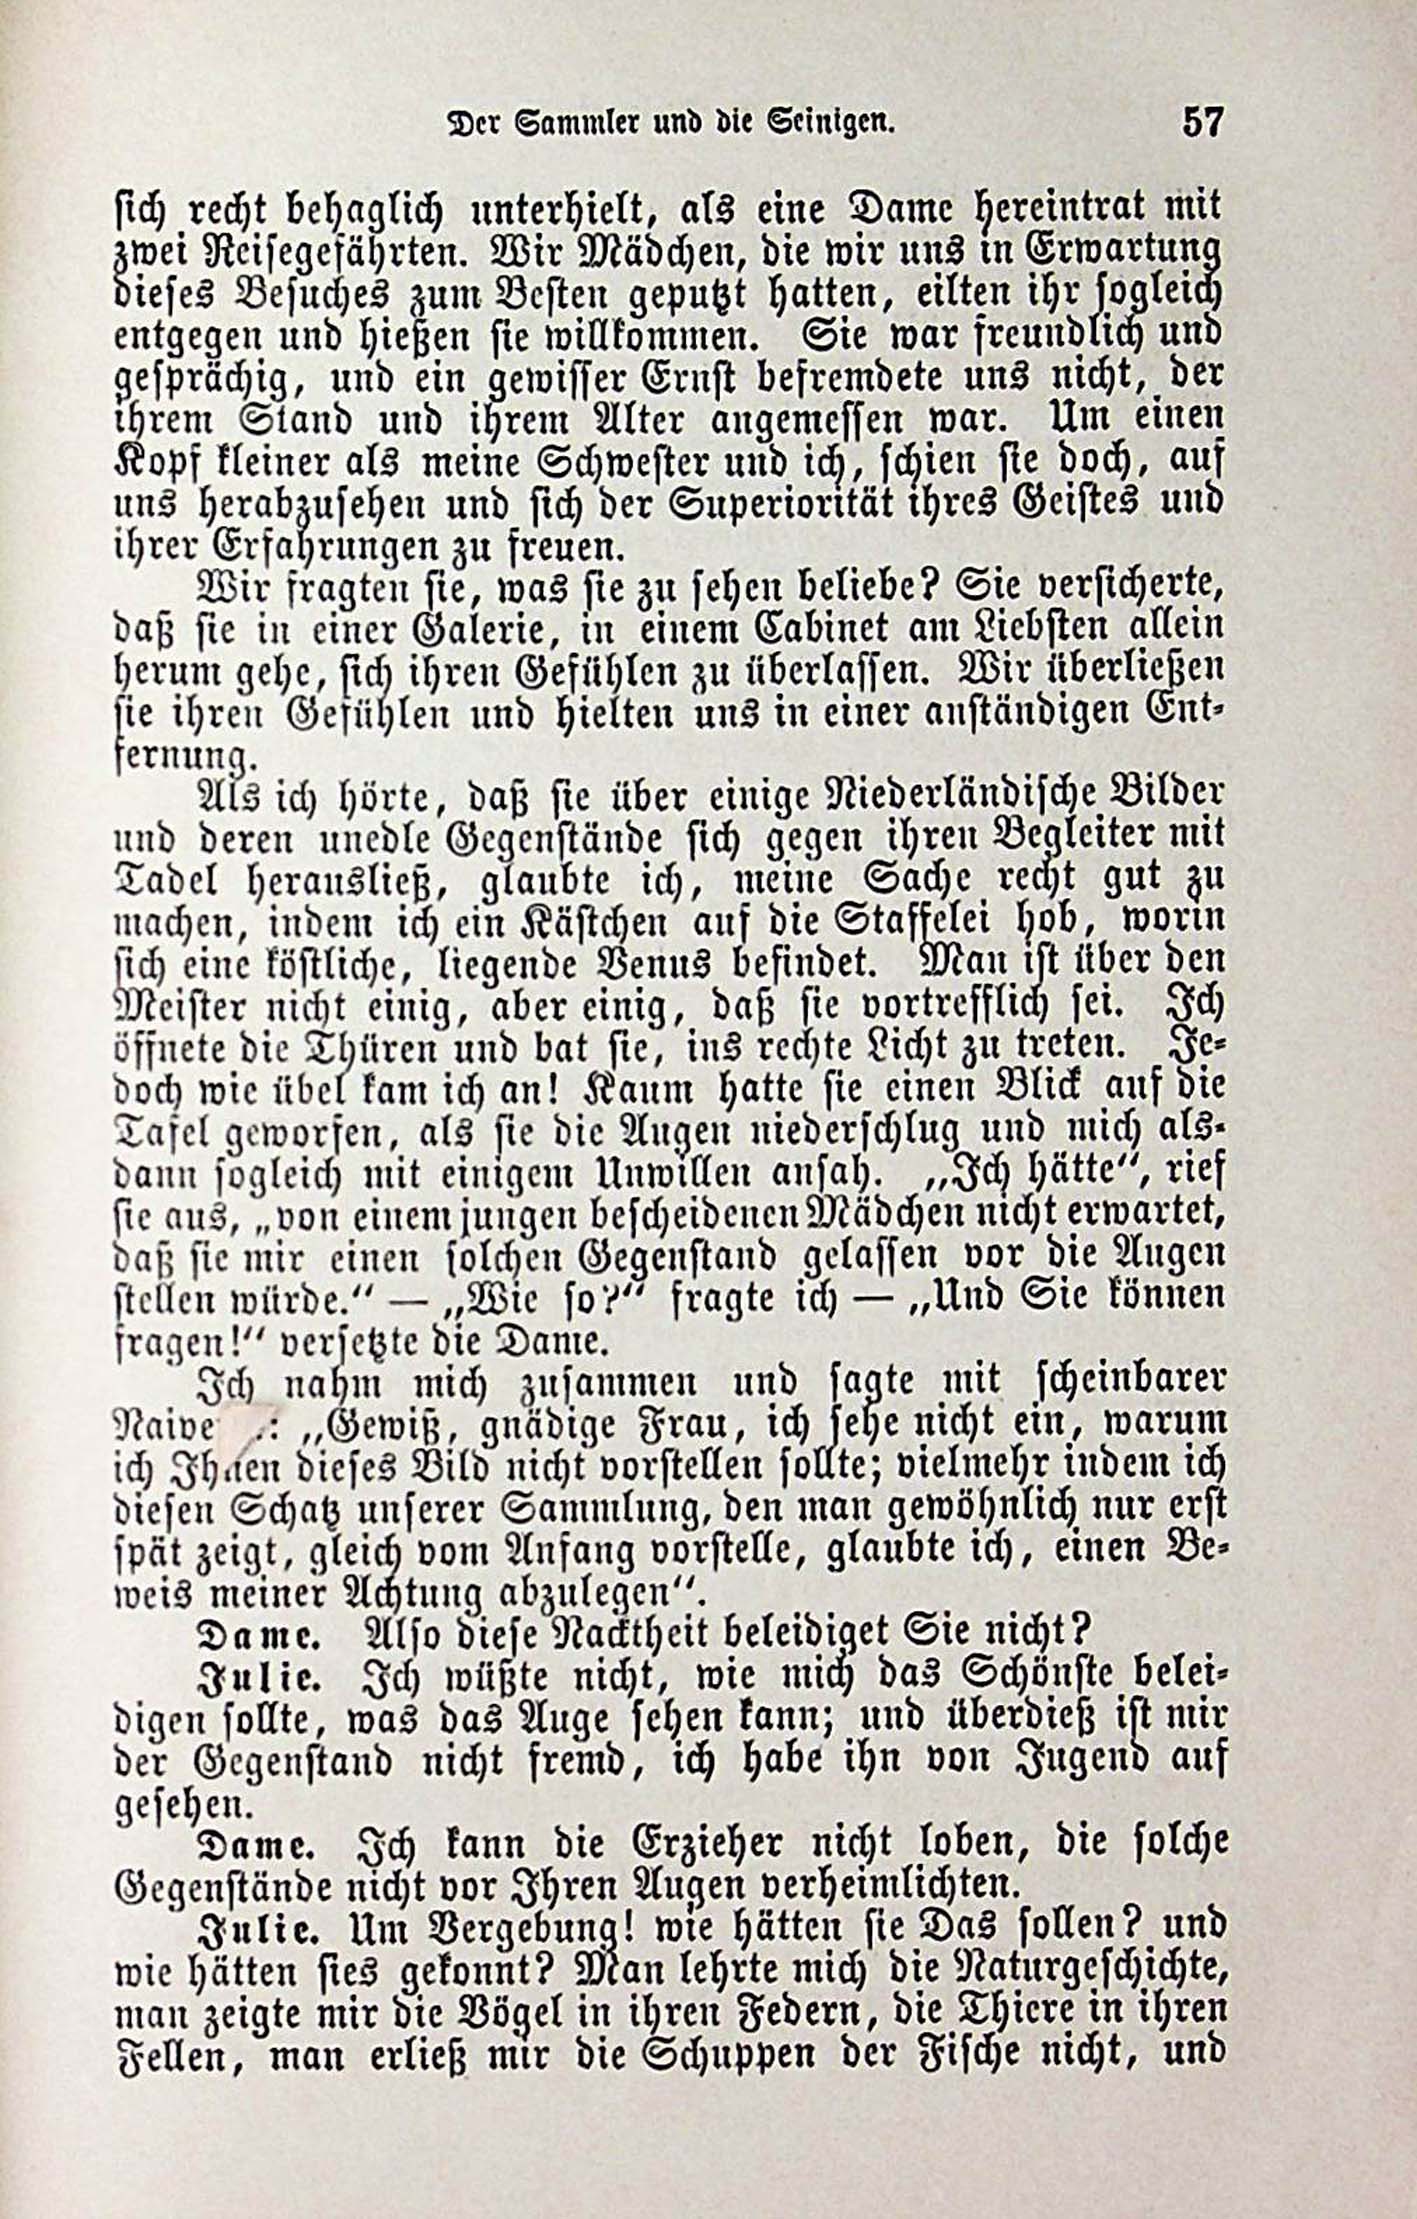 Der Sammler und die Seinigen. 57
sich recht behaglich unterhielt, als eine Dame hereintrat mit
zwei Reisegefährten. Wir Mädchen, die wir uns in Erwartung
dieses Besuches zum Besten geputzt hatten, eilten ihr sogleich
entgegen und hießen sie willkommen. Sie war freundlich und
gesprächig, und ein gewisser Ernst befremdete uns nicht, der
ihrem Stand und ihrem Alter angemessen war. Um einen
Kopf kleiner als meine Schwester und ich, schien sie doch, auf
uns herabzusehen und sich der Superiorität ihres Geistes und
ihrer Erfahrungen zu freuen.
Wir fragten sie, was sie zu sehen beliebe? Sie versicherte,
daß sie in einer Galerie, in einem Cabinet am Liebsten allein
herum gehe, sich ihren Gefühlen zu überlassen. Wir überließen
sie ihren Gefühlen und hielten uns in einer anständigen Ent-
fernung.
Als ich hörte, daß sie über einige Niederländische Bilder
und deren unedle Gegenstände sich gegen ihren Begleiter mit
Tadel herausließ, glaubte ich, meine Sache recht gut zu
machen, indem ich ein Kästchen auf die Staffelei hob, worin
sich eine köstliche, liegende Venus befindet. Man ist über den
Meister nicht einig, aber einig, daß sie vortrefflich sei. Ich
öffnete die Thüren und bat sie, ins rechte Licht zu treten. Je-
doch wie übel kam ich an! Kaum hatte sie einen Blick auf die
Tafel geworfen, als sie die Augen niederschlug und mich als-
dann sogleich mit einigem Unwillen ansah. „Ich hätte“, rief
sie aus, „von einem jungen bescheidenen Mädchen nicht erwartet,
daß sie mir einen solchen Gegenstand gelassen vor die Augen
stellen würde.“ — „Wie so?“ fragte ich — „Und Sie können
fragen!“ versetzte die Dame.
Ich nahm mich zusammen und sagte mit scheinbarer
: „Gewiß, gnädige Frau, ich sehe nicht ein, warum
ich Ihnen dieses Bild nicht vorstellen sollte; vielmehr indem ich
diesen Schatz unserer Sammlung, den man gewöhnlich nur erst
spät zeigt, gleich vom Anfang vorstelle, glaubte ich, einen Be-
weis meiner Achtung abzulegen“.
Dame. Also diese Nacktheit beleidiget Sie nicht?
Julie. Ich wüßte nicht, wie mich das Schönste belei-
digen sollte, was das Auge sehen kann; und überdieß ist mir
der Gegenstand nicht fremd, ich habe ihn von Jugend auf
gesehen.
Dame. Ich kann die Erzieher nicht loben, die solche
Gegenstände nicht vor Ihren Augen verheimlichten.
Julie. Um Vergebung! wie hätten sie Das sollen? und
wie hätten sies gekonnt? Man lehrte mich die Naturgeschichte,
man zeigte mir die Vögel in ihren Federn, die Thiere in ihren
Fellen, man erließ mir die Schuppen der Fische nicht, und